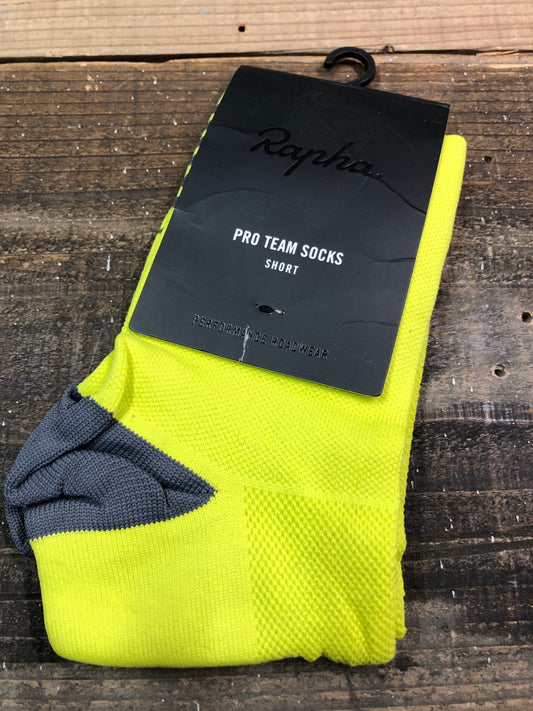 Rapha
PRO TEAM SOCKS
SHORT
PERFORMANCE ROADWEAR